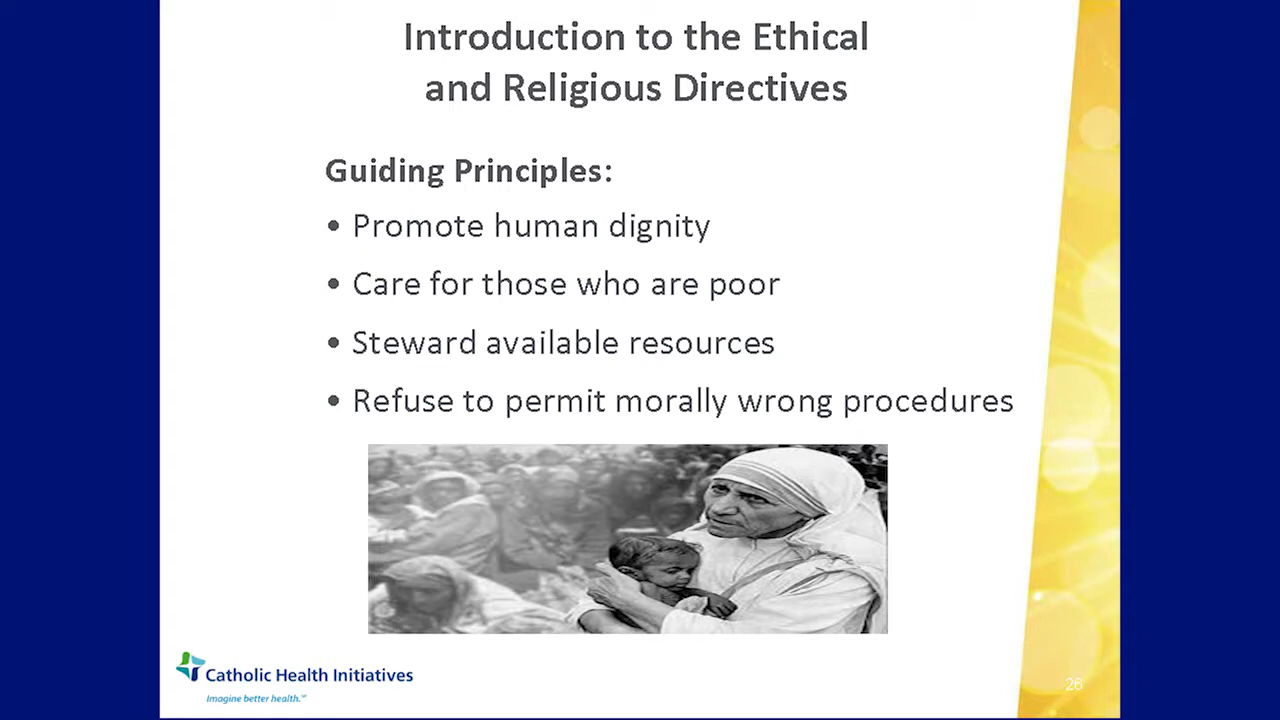 Introduction to the Ethical
and Religious Directives
Guiding Principles:
• Promote human dignity
• Care for those who are poor
• Steward available resources
• Refuse to permit morally wrong procedures
Catholic Health Initiatives
Imagine better health.℠
26